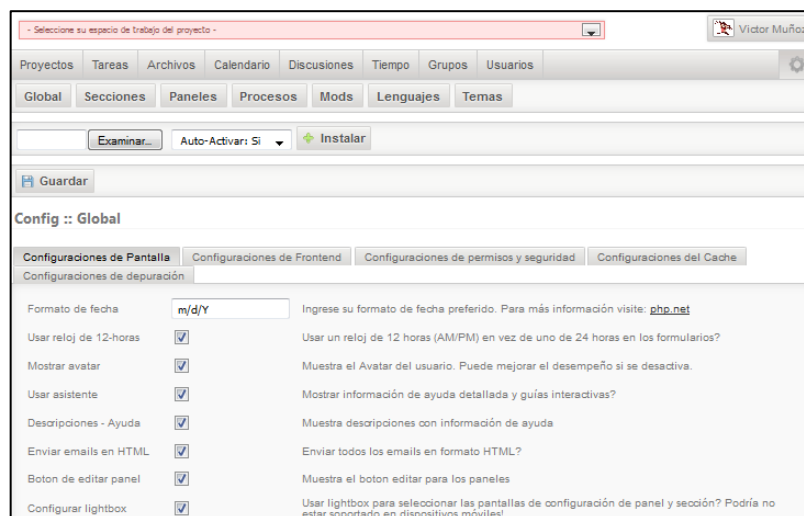 - Seleccione su espacio de trabajo del proyecto -
Victor Muñoz
Proyectos Tareas Archivos Calendario Discusiones Tiempo Grupos Usuarios
Global Secciones Paneles Procesos Mods Lenguajes Temas
Examinar... Auto-Activar: Si Instalar
Guardar
Config :: Global
Configuraciones de Pantalla Configuraciones de Frontend Configuraciones de permisos y seguridad Configuraciones del Cache
Configuraciones de depuración
Formato de fecha m/d/Y Ingrese su formato de fecha preferido. Para más información visite: php.net
Usar reloj de 12-horas Usar un reloj de 12 horas (AM/PM) en vez de uno de 24 horas en los formularios?
Mostrar avatar Muestra el Avatar del usuario. Puede mejorar el desempeño si se desactiva.
Usar asistente Mostrar información de ayuda detallada y guías interactivas?
Descripciones - Ayuda Muestra descripciones con información de ayuda
Enviar emails en HTML Enviar todos los emails en formato HTML?
Boton de editar panel Muestra el boton editar para los paneles
Configurar lightbox Usar lightbox para seleccionar las pantallas de configuración de panel y sección? Podría no
estar soportado en dispositivos móviles!